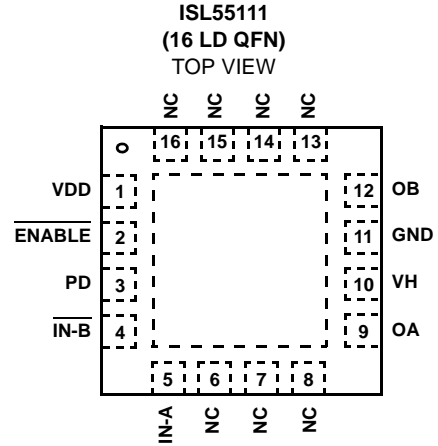 ISL55111
(16 LD QFN)
TOP VIEW
NC NC NC NC
16 15 14 13
VDD 1
ENABLE 2
PD 3
IN-B 4
12 OB
11 GND
10 VH
9 OA
5 6 7 8
IN-A NC NC NC